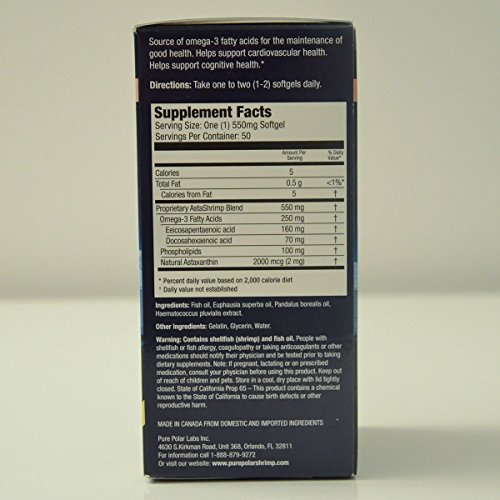 Source of omega-3 fatty acids for the maintenance of
good health. Helps support cardiovascular health.
Helps support cognitive health.*
Directions: Take one to two (1-2) softgels daily.
Supplement Facts
Serving Size: One (1) 550mg Softgel
Servings Per Container: 50
Amount Per Serving % Daily Value*
Calories 5
Total Fat 0.5 g <1%*
Calories from Fat 5 †
Proprietary AstaShrimp Blend 550 mg †
Omega-3 Fatty Acids 250 mg †
Eeicosapentaenoic acid 160 mg †
Docosahexaenoic acid 70 mg †
Phospholipids 100 mg †
Natural Astaxanthin 2000 mcg (2 mg) †
* Percent daily value based on 2,000 calorie diet
† Daily value not established
Ingredients: Fish oil, Euphausia superba oil, Pandalus borealis oil,
Haematococcus pluvialis extract.
Other Ingredients: Gelatin, Glycerin, Water.
Warning: Contains shellfish (shrimp) and fish oil. People with
shellfish or fish allergy, coagulopathy or taking anticoagulants or other
medications should notify their physician and be tested prior to taking
dietary supplements. Note: If pregnant, lactating or on prescribed
medication, consult your physician before using this product. Keep out
of reach of children and pets. Store in a cool, dry place with lid tightly
closed. State of California Prop 65 – This product contains a chemical
known to the State of California to cause birth defects or other
reproductive harm.
MADE IN CANADA FROM DOMESTIC AND IMPORTED INGREDIENTS
Pure Polar Labs Inc.
4630 S.Kirkman Road, Unit 368, Orlando, FL 32811
For information call 1-888-879-9272
Or visit our website: www.purepolarshrimp.com